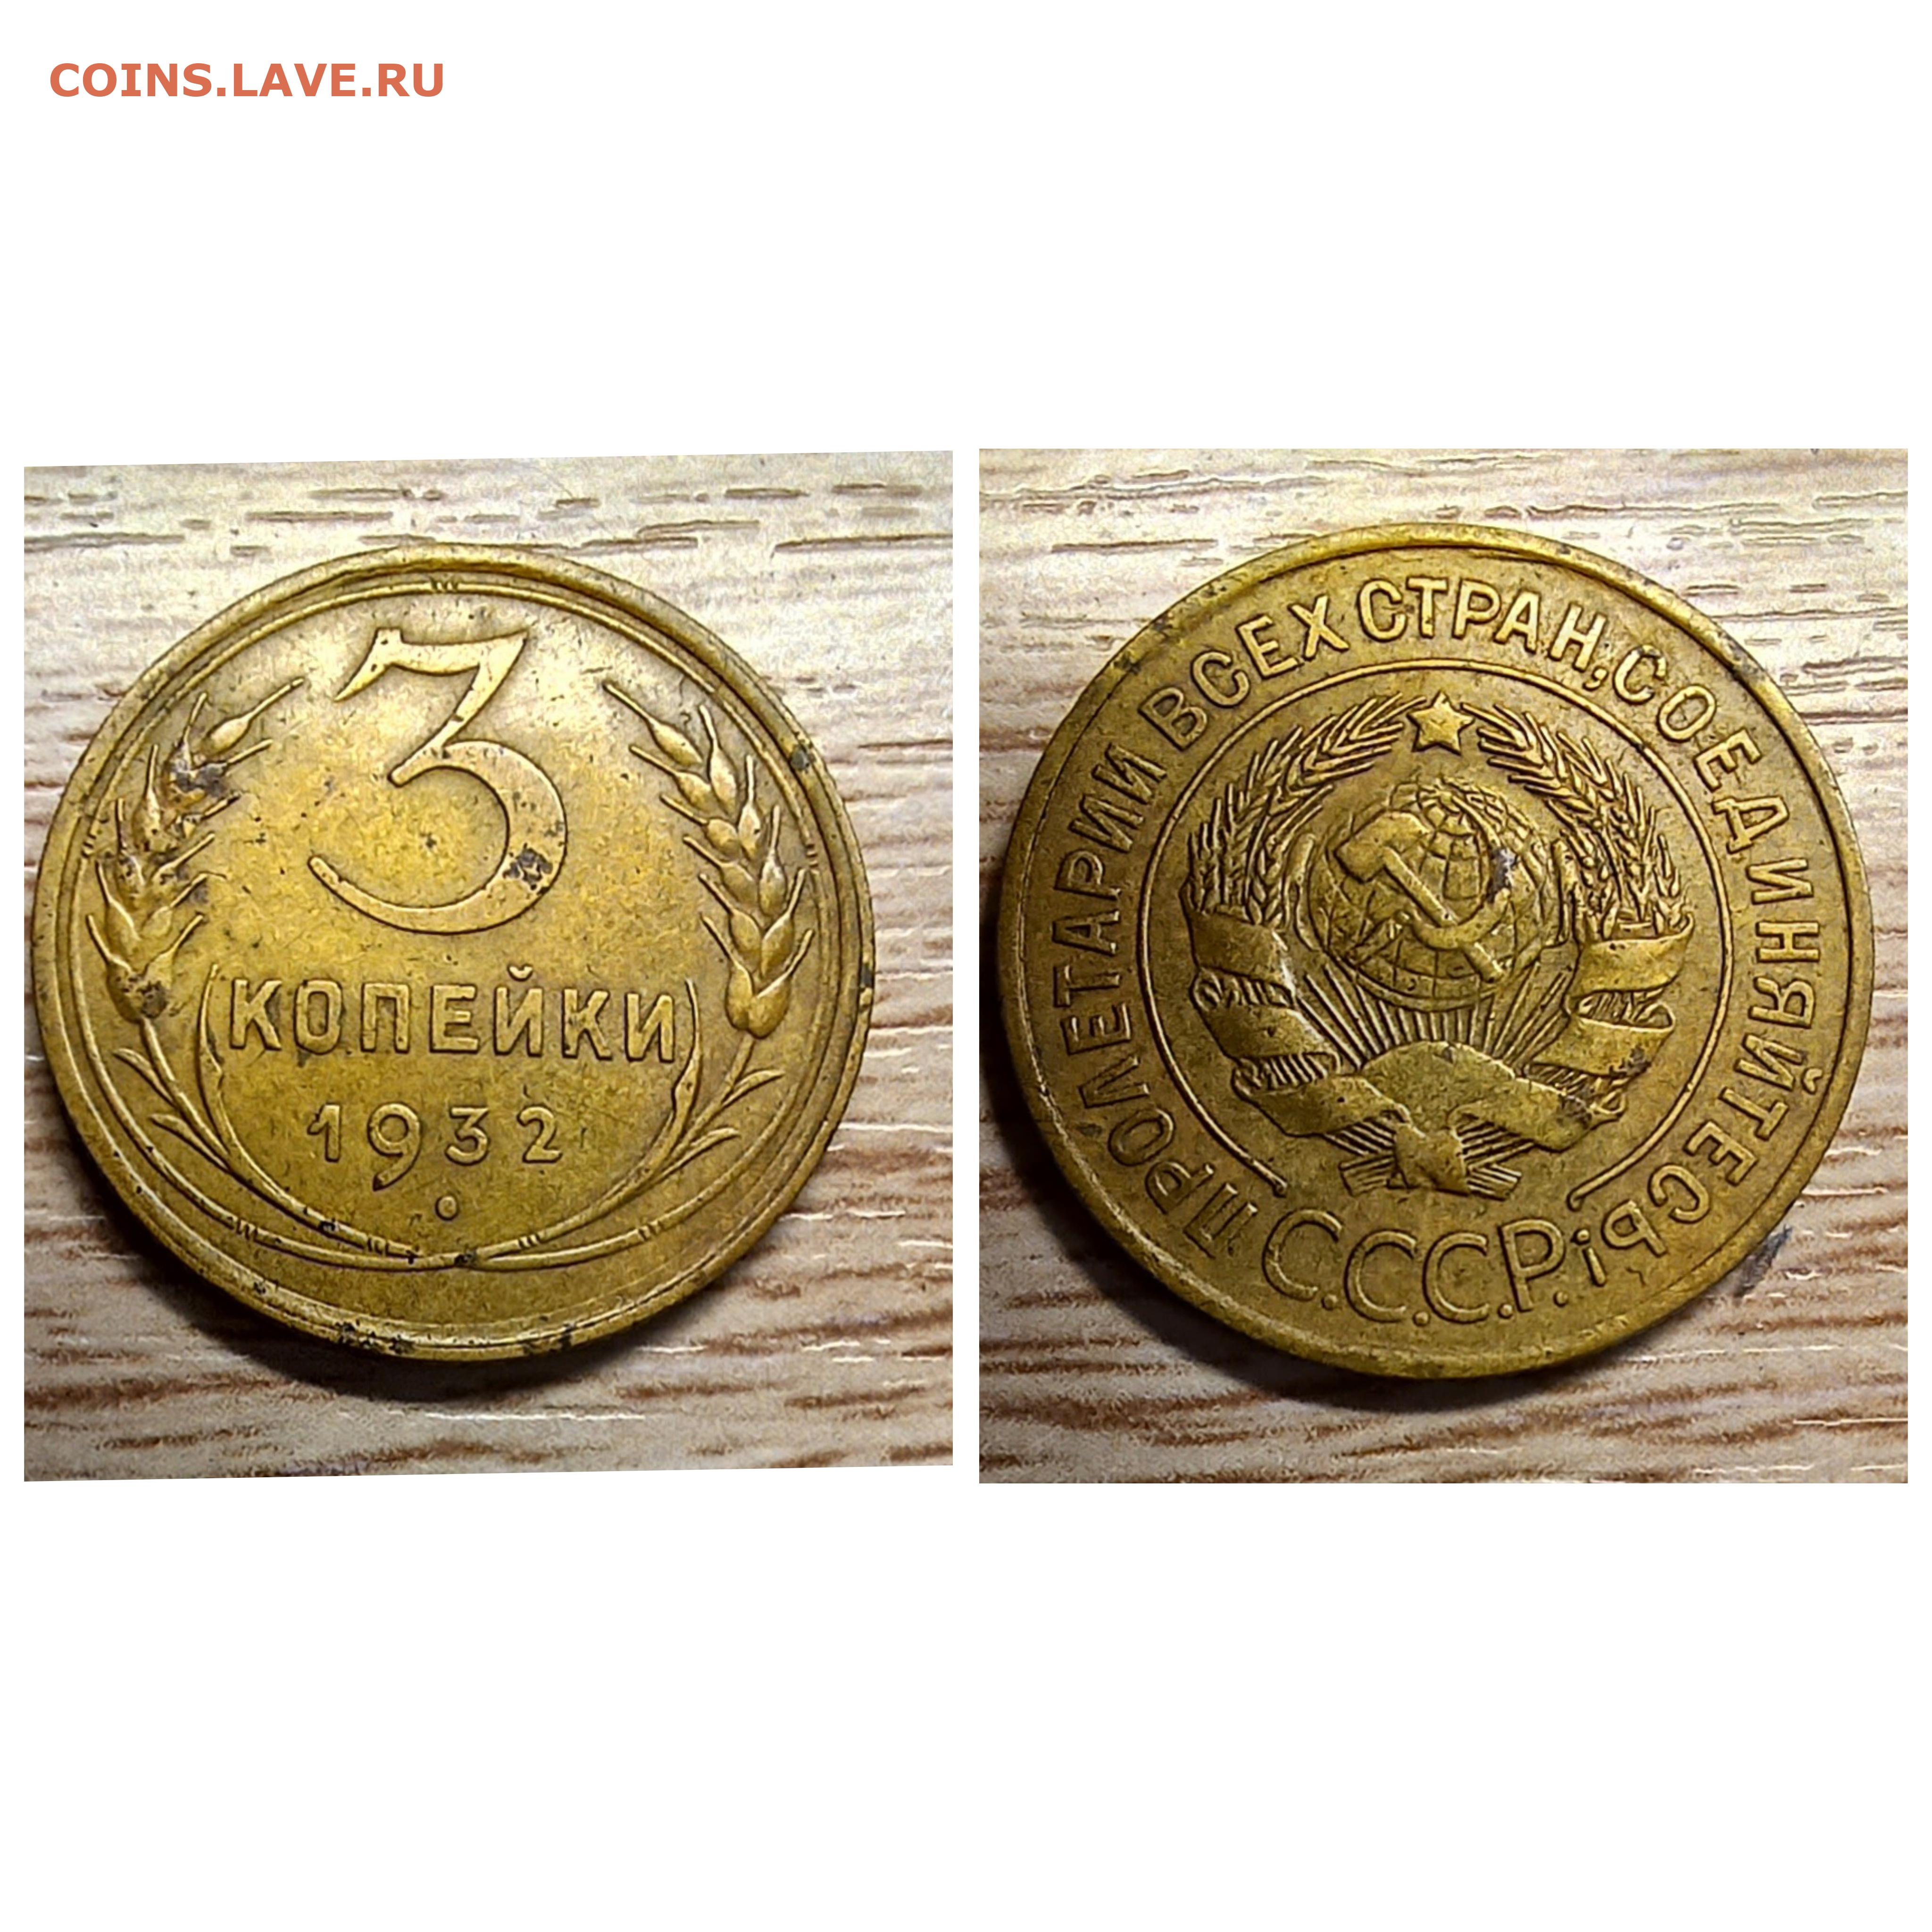 COINS.LAVE.RU
3
КОПЕЙКИ
1932
ПРОЛЕТАРИИ ВСЕХ СТРАН, СОЕДИНЯЙТЕСЬ!
С.С.С.Р.